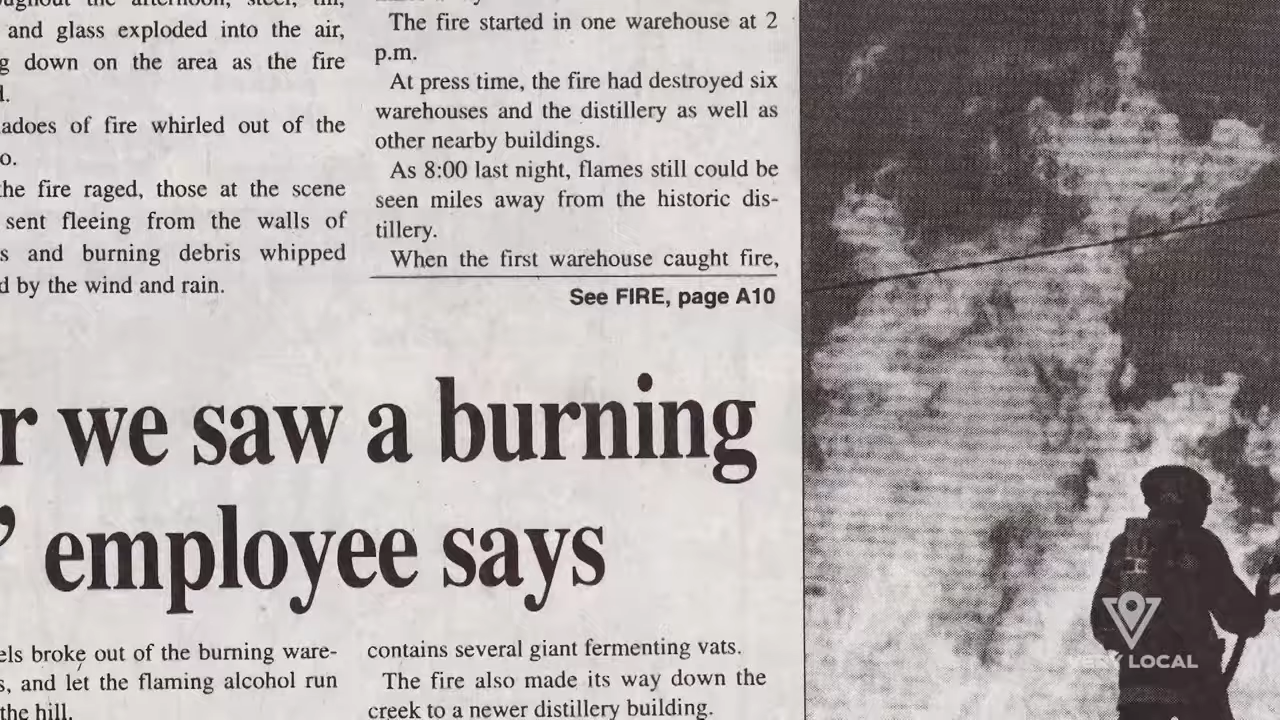 and glass exploded into the air,
down on the area as the fire
of fire whirled out of the
the fire raged, those at the scene
sent fleeing from the walls of
and burning debris whipped
by the wind and rain.
The fire started in one warehouse at 2
p.m.
At press time, the fire had destroyed six
warehouses and the distillery as well as
other nearby buildings.
As 8:00 last night, flames still could be
seen miles away from the historic dis-
tillery.
When the first warehouse caught fire,
See FIRE, page A10
r we saw a burning
’ employee says
els broke out of the burning ware-
s, and let the flaming alcohol run
the hill.
contains several giant fermenting vats.
The fire also made its way down the
creek to a newer distillery building.
VERY LOCAL